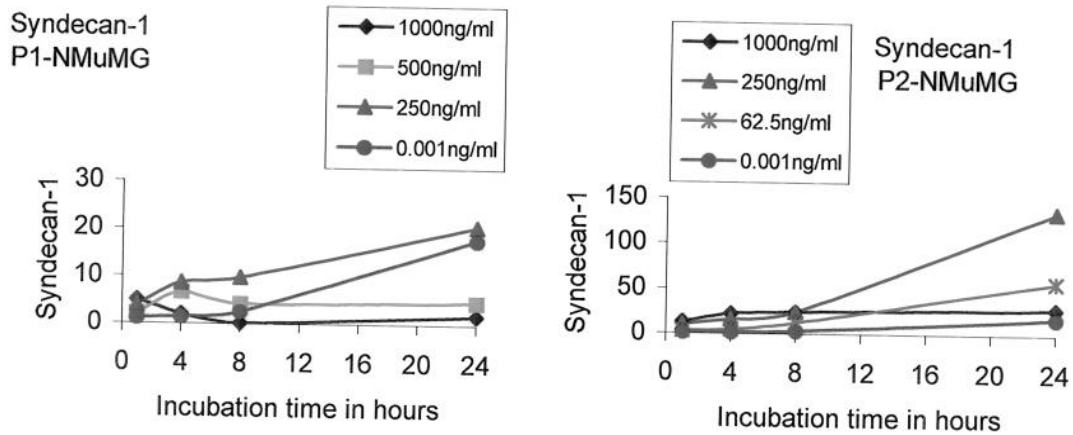 Syndecan-1
P1-NMuMG
1000ng/ml
500ng/ml
250ng/ml
0.001ng/ml
Syndecan-1
30
20
10
0
0 4 8 12 16 20 24
Incubation time in hours
1000ng/ml
250ng/ml
62.5ng/ml
0.001ng/ml
Syndecan-1
P2-NMuMG
Syndecan-1
150
100
50
0
0 4 8 12 16 20 24
Incubation time in hours